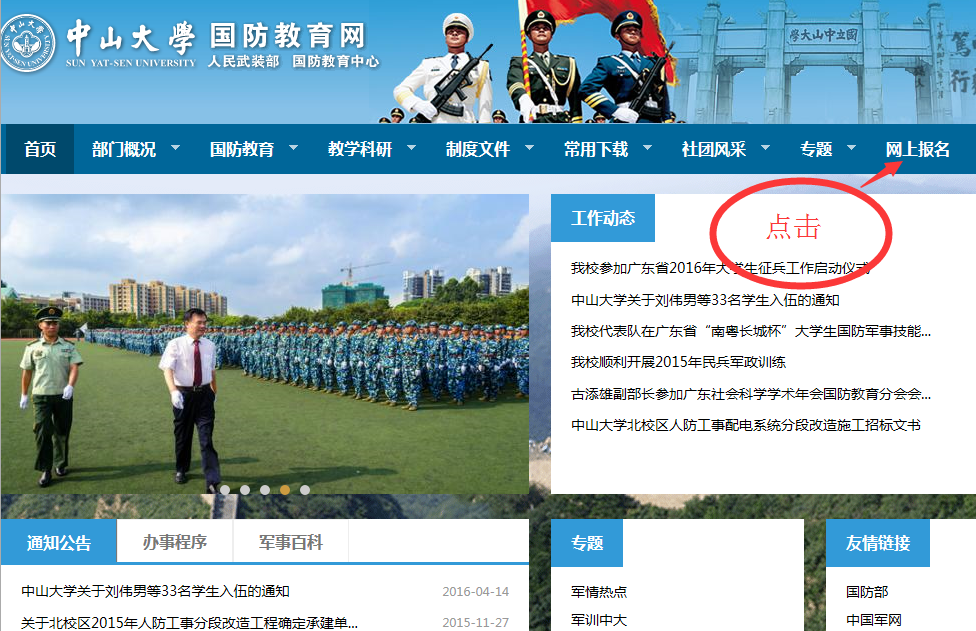 中山大學 国防教育网
SUN YAT-SEN UNIVERSITY 人民武装部 国防教育中心
國立中山大學
首页 部门概况 国防教育 教学科研 制度文件 常用下载 社团风采 专题 网上报名
工作动态
点击
我校参加广东省2016年大学生征兵工作启动仪式
中山大学关于刘伟男等33名学生入伍的通知
我校代表队在广东省“南粤长城杯”大学生国防军事技能...
我校顺利开展2015年民兵军政训练
古添雄副部长参加广东社会科学学术年会国防教育分会会...
中山大学北校区人防工事配电系统分段改造施工招标文书
通知公告 办事程序 军事百科
中山大学关于刘伟男等33名学生入伍的通知 2016-04-14
关于北校区2015年人防工事分段改造工程确定承建单... 2015-11-27
专题
军情热点
军训中大
友情链接
国防部
中国军网